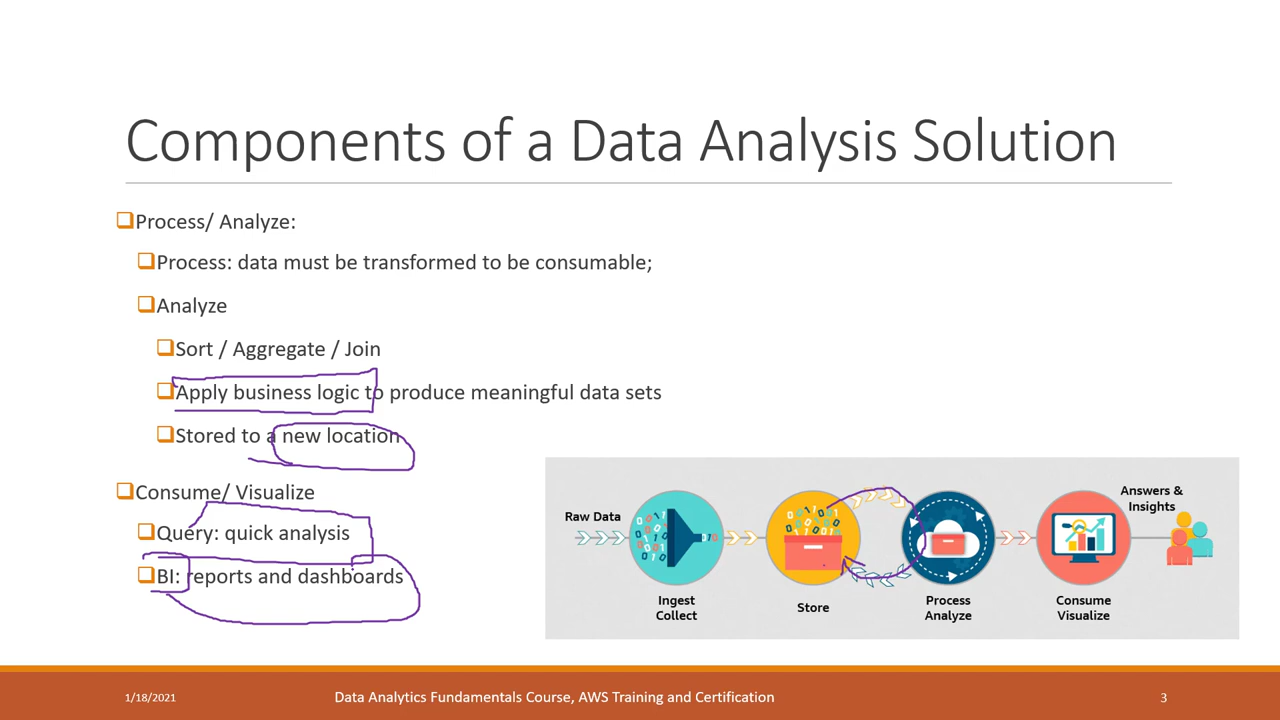 Components of a Data Analysis Solution
Process/ Analyze:
Process: data must be transformed to be consumable;
Analyze
Sort / Aggregate / Join
Apply business logic to produce meaningful data sets
Stored to a new location
Consume/ Visualize
Query: quick analysis
BI: reports and dashboards
Raw Data
Answers &
Insights
Ingest
Collect
Store
Process
Analyze
Consume
Visualize
1/18/2021
Data Analytics Fundamentals Course, AWS Training and Certification
3